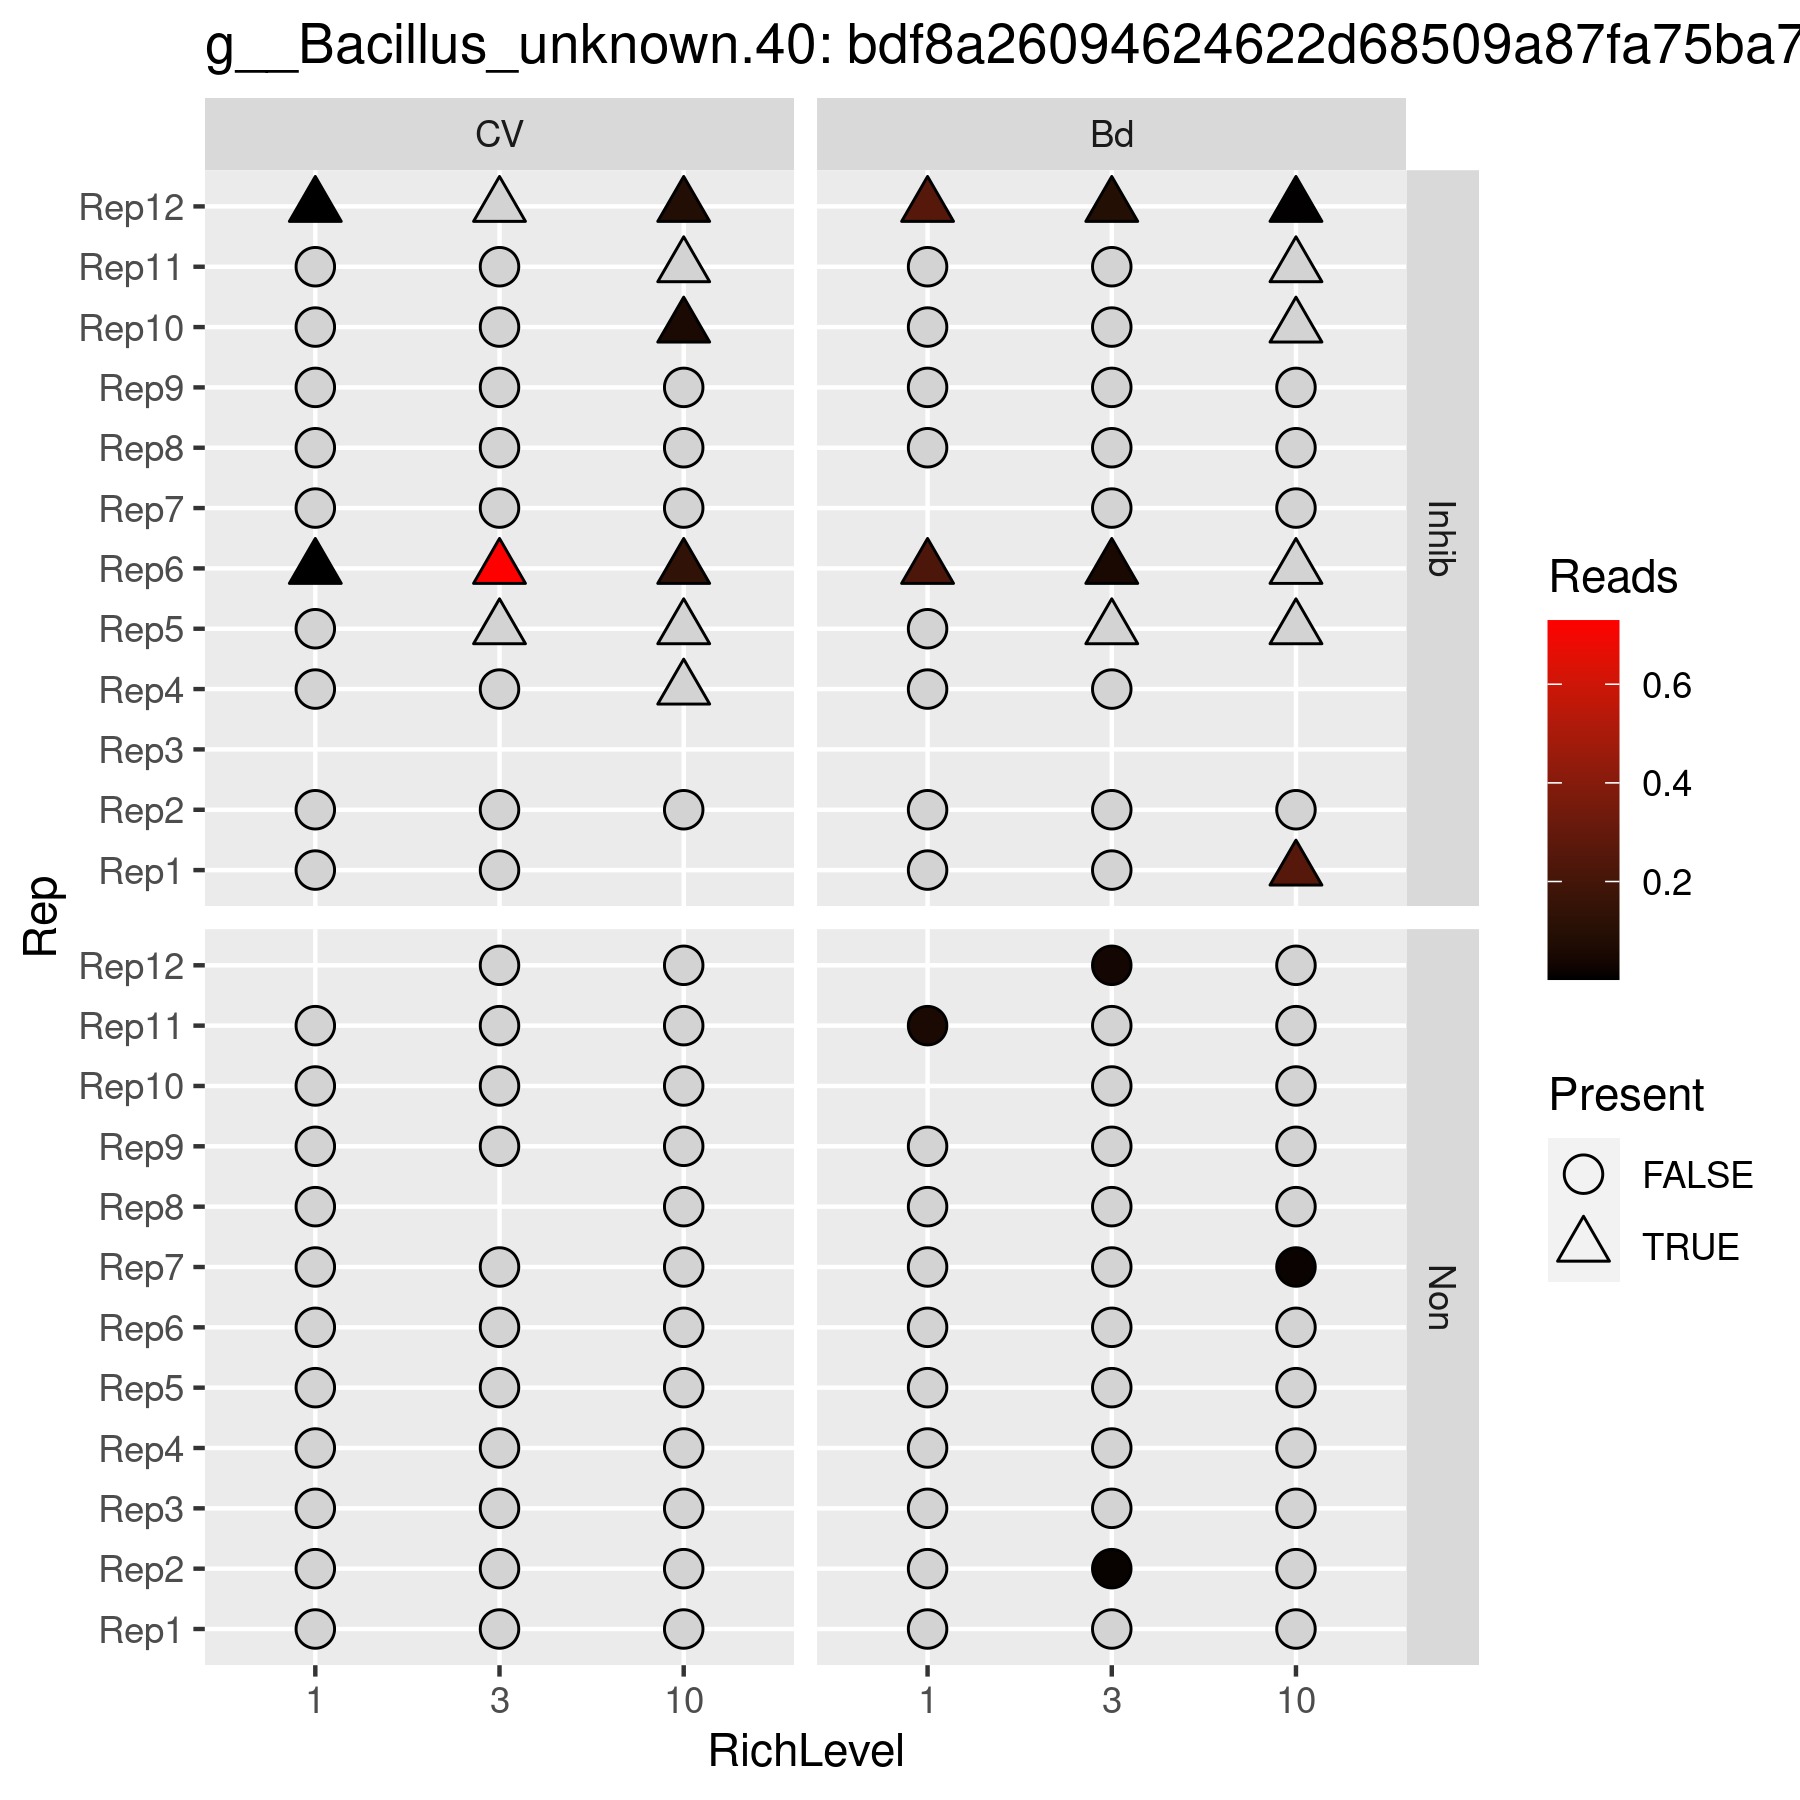 g__Bacillus_unknown.40: bdf8a26094624622d68509a87fa75ba7
CV
Bd
Rep12
Rep11
Rep10
Rep9
Rep8
Rep7
Rep6
Rep5
Rep4
Rep3
Rep2
Rep1
Inhib
Rep12
Rep11
Rep10
Rep9
Rep8
Rep7
Rep6
Rep5
Rep4
Rep3
Rep2
Rep1
Non
Rep
1 3 10
1 3 10
RichLevel
Reads
0.6
0.4
0.2
Present
FALSE
TRUE